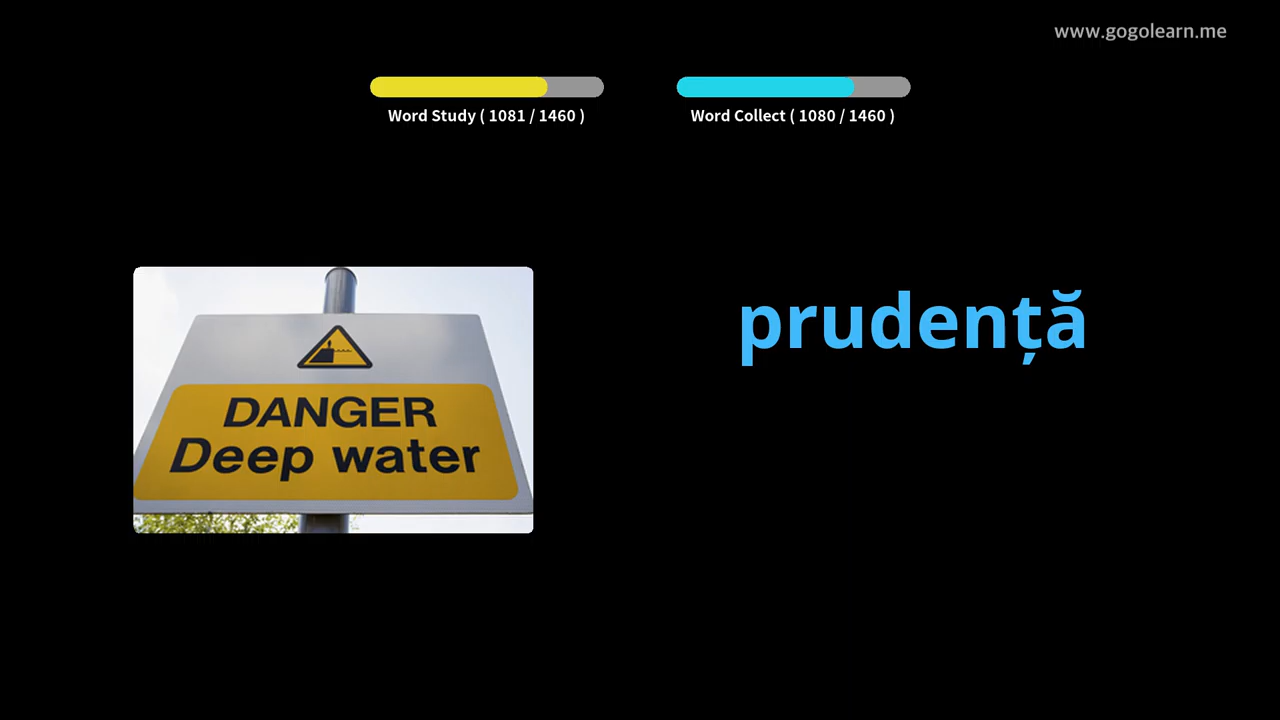 www.gogolearn.me
Word Study ( 1081 / 1460 )
Word Collect ( 1080 / 1460 )
prudență
DANGER
Deep water